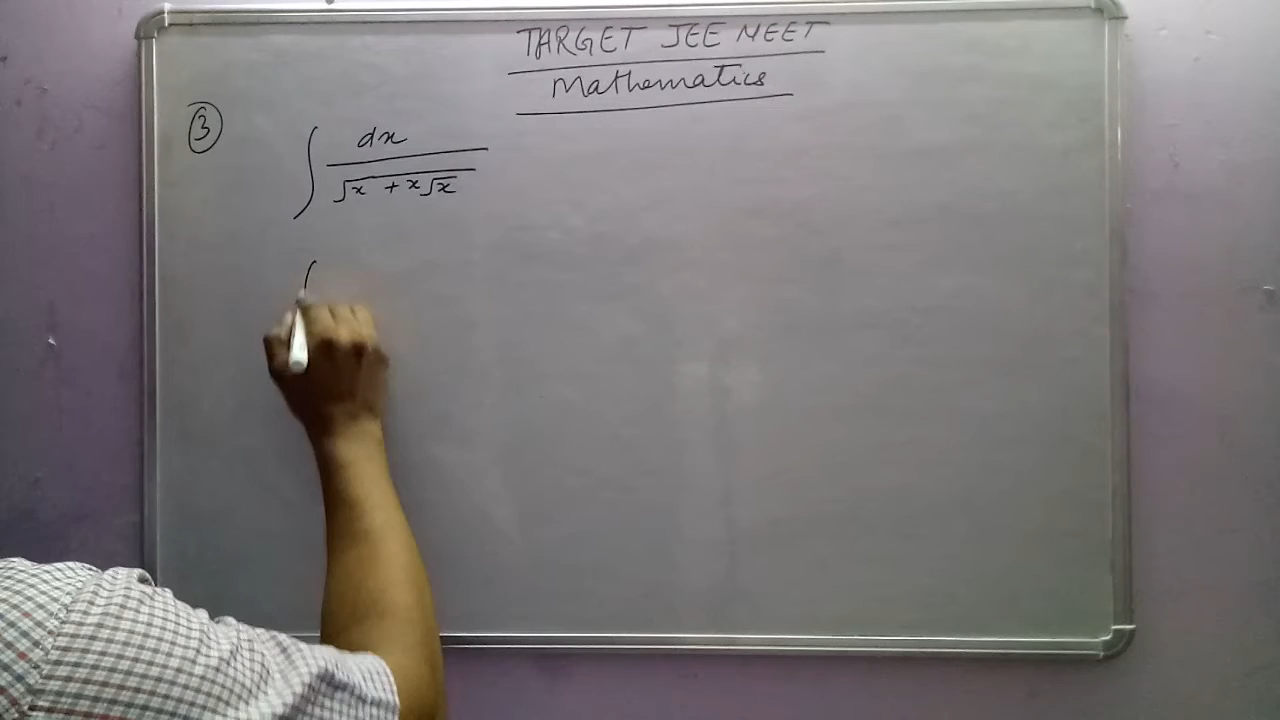 TARGET JEE NEET
Mathematics
③ ∫ dx / √(x + x√x)
∫